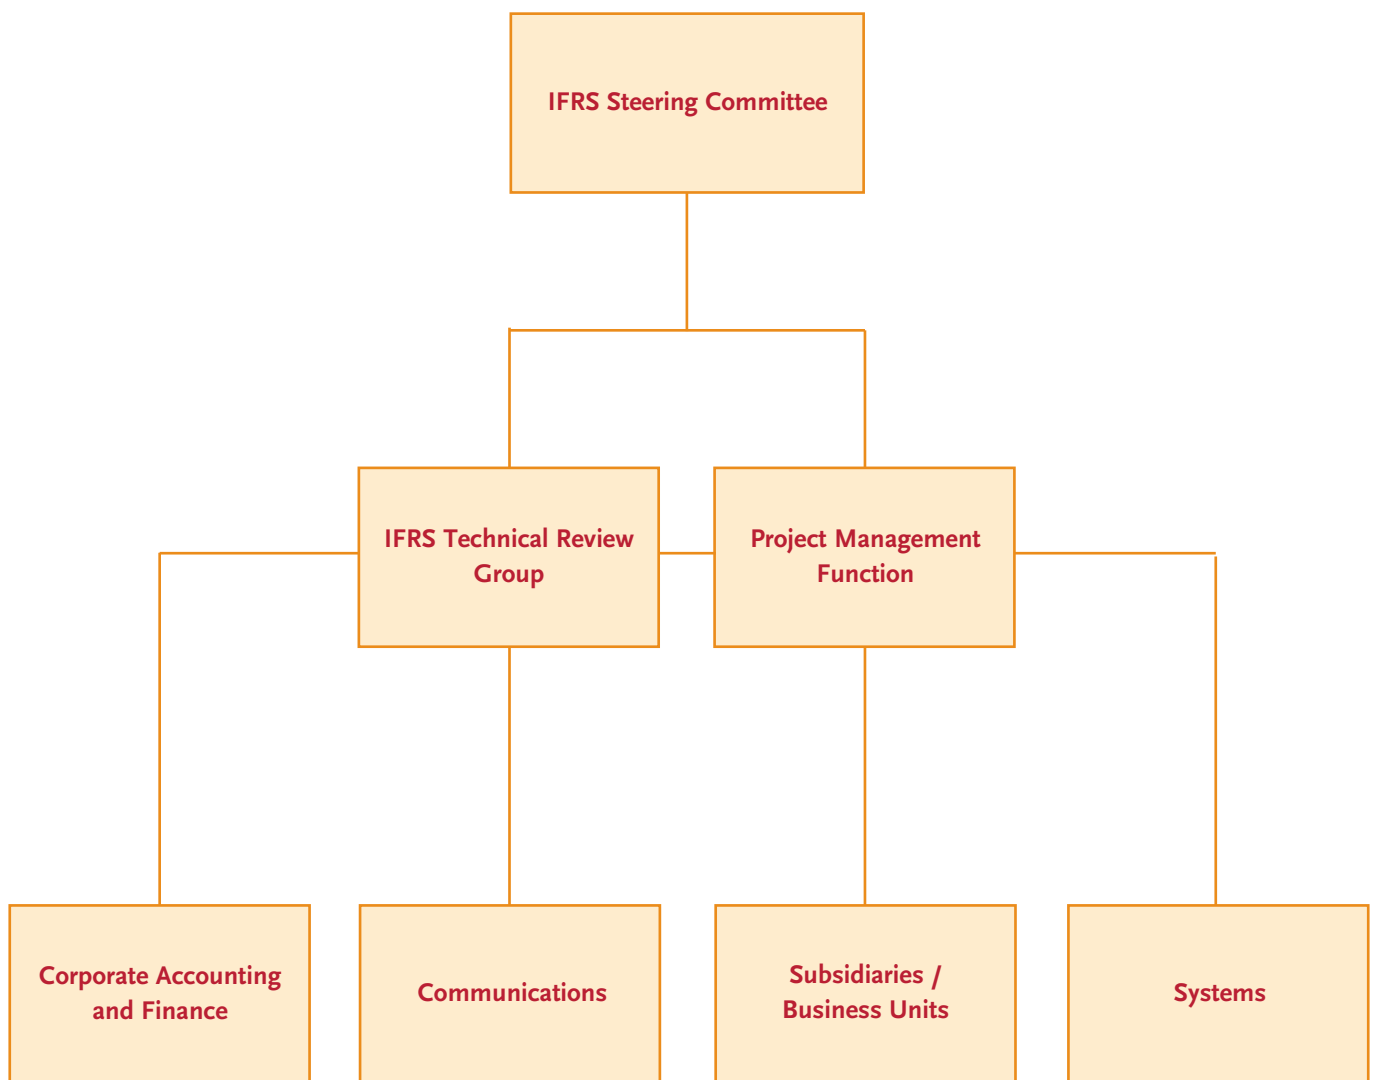 IFRS Steering Committee
IFRS Technical Review
Group
Project Management
Function
Corporate Accounting
and Finance
Communications
Subsidiaries /
Business Units
Systems